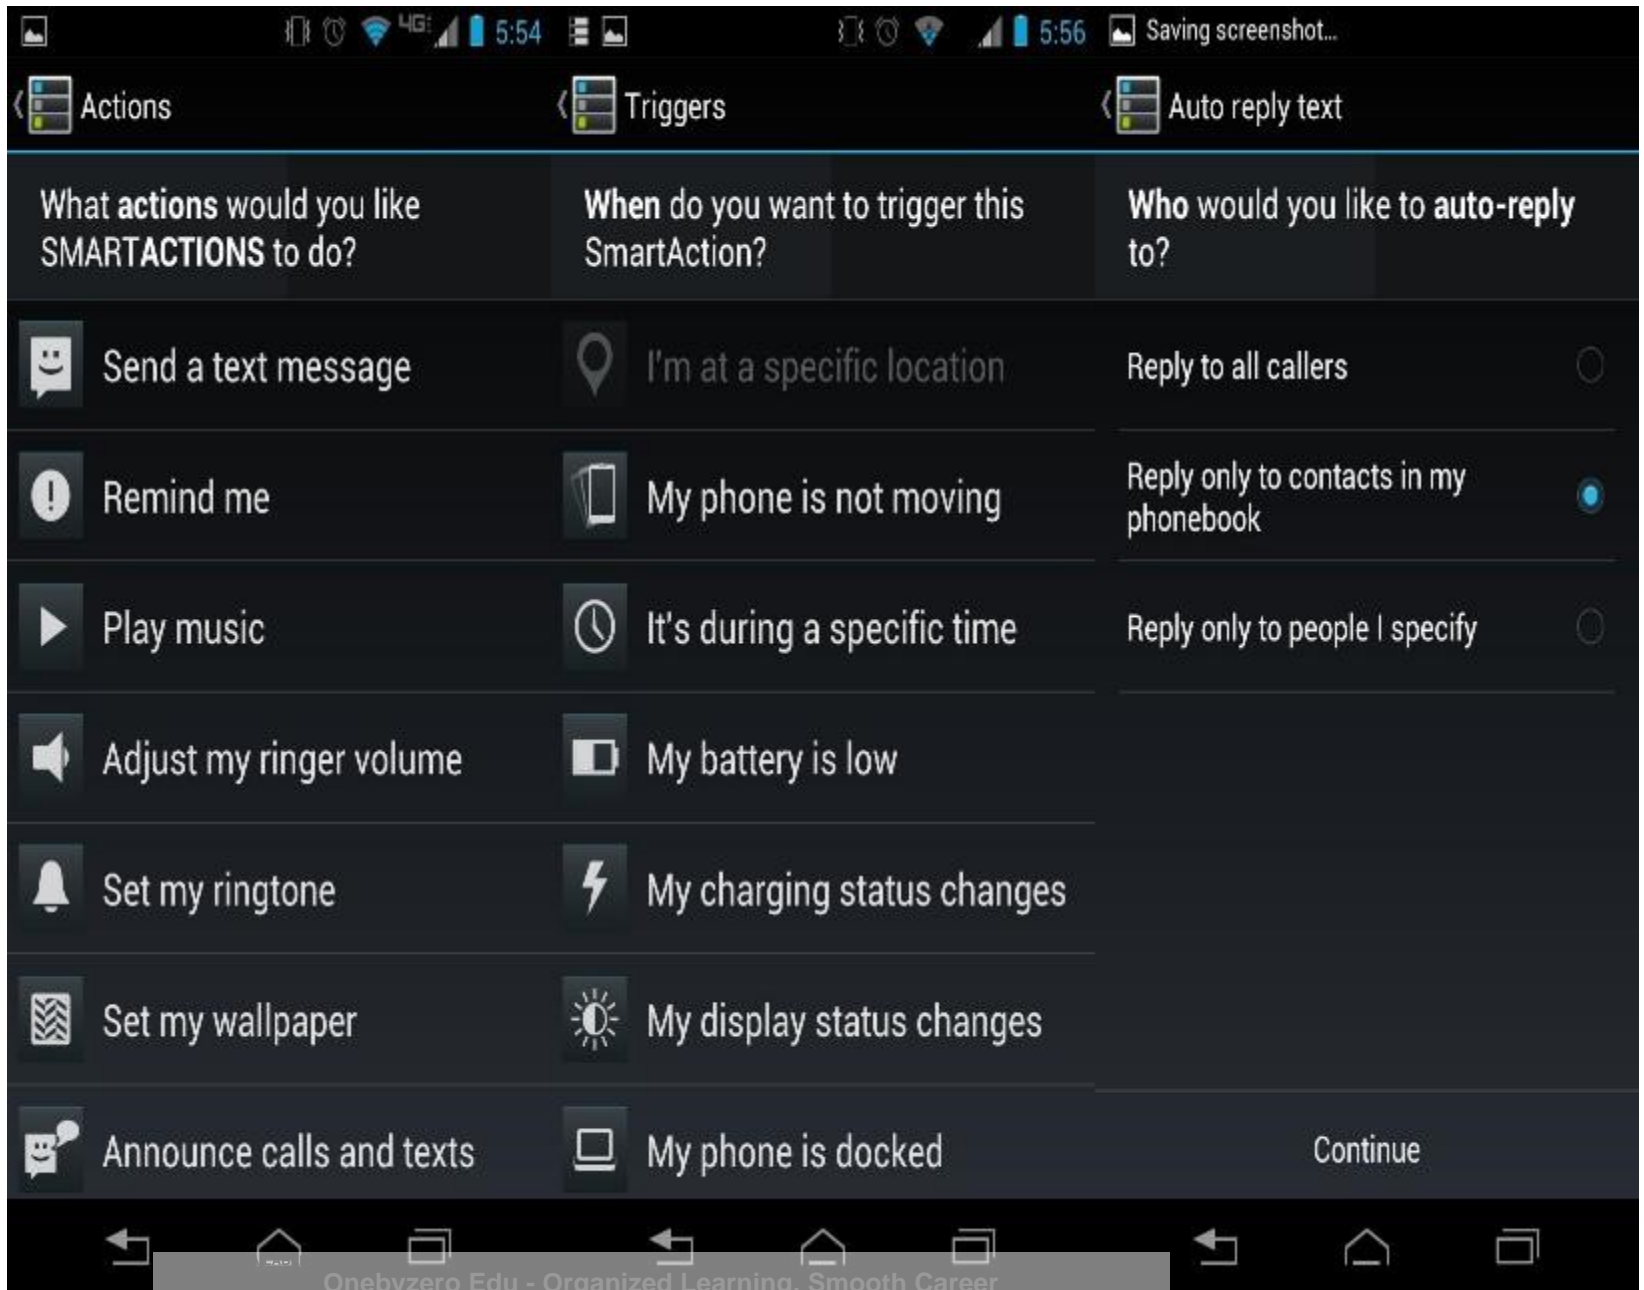 4G 5:54
Actions
What actions would you like
SMARTACTIONS to do?
Send a text message
Remind me
Play music
Adjust my ringer volume
Set my ringtone
Set my wallpaper
Announce calls and texts
5:56
Triggers
When do you want to trigger this
SmartAction?
I'm at a specific location
My phone is not moving
It's during a specific time
My battery is low
My charging status changes
My display status changes
My phone is docked
Saving screenshot...
Auto reply text
Who would you like to auto-reply
to?
Reply to all callers
Reply only to contacts in my
phonebook
Reply only to people I specify
Continue
Onebyzero Edu - Organized Learning, Smooth Career